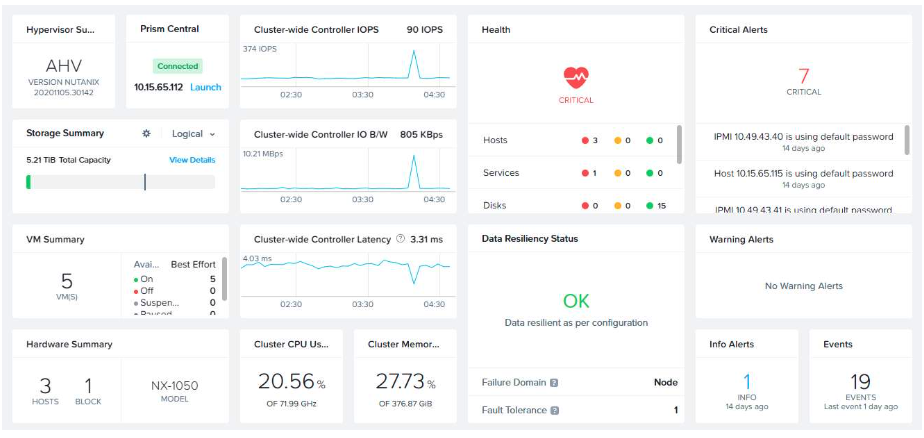 Hypervisor Su...
AHV
VERSION NUTANIX
20201105.30142
Prism Central
Connected
10.15.65.112 Launch
Storage Summary Logical
5.21 TiB Total Capacity View Details
VM Summary
5
VM(S)
Avai... Best Effort
On 5
Off 0
Suspen... 0
Paused 0
Hardware Summary
3
HOSTS
1
BLOCK
NX-1050
MODEL
Cluster-wide Controller IOPS 90 IOPS
374 IOPS
02:30 03:30 04:30
Cluster-wide Controller IO B/W 805 KBps
10.21 MBps
02:30 03:30 04:30
Cluster-wide Controller Latency ? 3.31 ms
4.03 ms
02:30 03:30 04:30
Cluster CPU Us...
20.56%
OF 71.99 GHz
Cluster Memor...
27.73%
OF 376.87 GiB
Health
CRITICAL
Hosts 3 0 0
Services 1 0 0
Disks 0 0 15
Data Resiliency Status
OK
Data resilient as per configuration
Failure Domain ? Node
Fault Tolerance ? 1
Critical Alerts
7
CRITICAL
IPMI 10.49.43.40 is using default password
14 days ago
Host 10.15.65.115 is using default password
14 days ago
IPMI 10.49.43.41 is using default password
Warning Alerts
No Warning Alerts
Info Alerts
1
INFO
14 days ago
Events
19
EVENTS
Last event 1 day ago